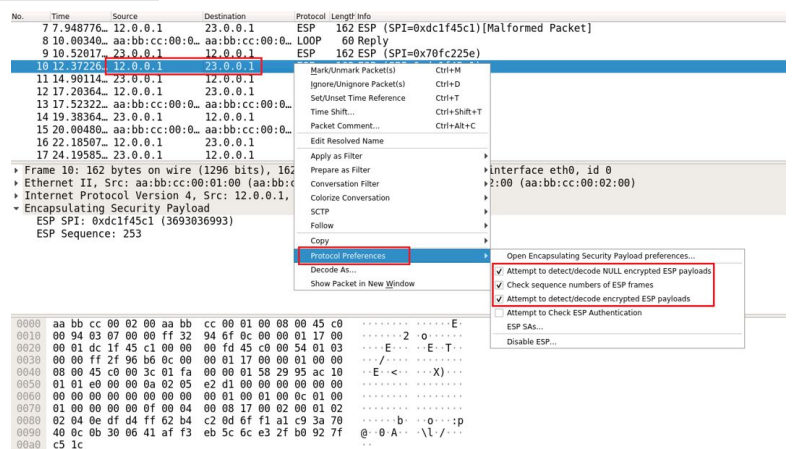 No. Time Source Destination Protocol Length Info
7 7.948776… 12.0.0.1 23.0.0.1 ESP 162 ESP (SPI=0xdc1f45c1)[Malformed Packet]
8 10.00340… aa:bb:cc:00:0… aa:bb:cc:00:0… LOOP 60 Reply
9 10.52017… 23.0.0.1 12.0.0.1 ESP 162 ESP (SPI=0x70fc225e)
10 12.37226… 12.0.0.1 23.0.0.1
11 14.90114… 23.0.0.1 12.0.0.1
12 17.20364… 12.0.0.1 23.0.0.1
13 17.52322… aa:bb:cc:00:0… aa:bb:cc:00:0…
14 19.38364… 23.0.0.1 12.0.0.1
15 20.00480… aa:bb:cc:00:0… aa:bb:cc:00:0…
16 22.18507… 12.0.0.1 23.0.0.1
17 24.19585… 23.0.0.1 12.0.0.1
Mark/Unmark Packet(s) Ctrl+M
Ignore/Unignore Packet(s) Ctrl+D
Set/Unset Time Reference Ctrl+T
Time Shift... Ctrl+Shift+T
Packet Comment... Ctrl+Alt+C
Edit Resolved Name
Apply as Filter
Prepare as Filter
Conversation Filter
Colorize Conversation
SCTP
Follow
Copy
Protocol Preferences
Decode As...
Show Packet in New Window
Open Encapsulating Security Payload preferences...
Attempt to detect/decode NULL encrypted ESP payloads
Check sequence numbers of ESP frames
Attempt to detect/decode encrypted ESP payloads
Attempt to Check ESP Authentication
ESP SAs...
Disable ESP...
Frame 10: 162 bytes on wire (1296 bits), 162 interface eth0, id 0
Ethernet II, Src: aa:bb:cc:00:01:00 (aa:bb:c 2:00 (aa:bb:cc:00:02:00)
Internet Protocol Version 4, Src: 12.0.0.1,
Encapsulating Security Payload
ESP SPI: 0xdc1f45c1 (3693036993)
ESP Sequence: 253
0000 aa bb cc 00 02 00 aa bb cc 00 01 00 08 00 45 c0 ········ ······E·
0010 00 94 03 07 00 00 ff 32 94 6f 0c 00 00 01 17 00 ·······2 ·o······
0020 00 01 dc 1f 45 c1 00 00 00 fd 45 c0 00 54 01 03 ····E··· ··E··T··
0030 00 00 ff 2f 96 b6 0c 00 00 01 17 00 00 01 00 00 ···/···· ········
0040 08 00 45 c0 00 3c 01 fa 00 00 01 58 29 95 ac 10 ··E··<·· ···X)···
0050 01 01 e0 00 00 0a 02 05 e2 d1 00 00 00 00 00 00 ········ ········
0060 00 00 00 00 00 00 00 00 00 01 00 01 00 0c 01 00 ········ ········
0070 01 00 00 00 00 0f 00 04 00 08 17 00 02 00 01 02 ········ ········
0080 02 04 0e df d4 ff 62 b4 c2 0d 6f f1 a1 c9 3a 70 ······b· ··o···:p
0090 40 0c 0b 30 06 41 af f3 eb 5c 6c e3 2f b0 92 7f @··0·A·· ·\l·/···
00a0 c5 1c ··